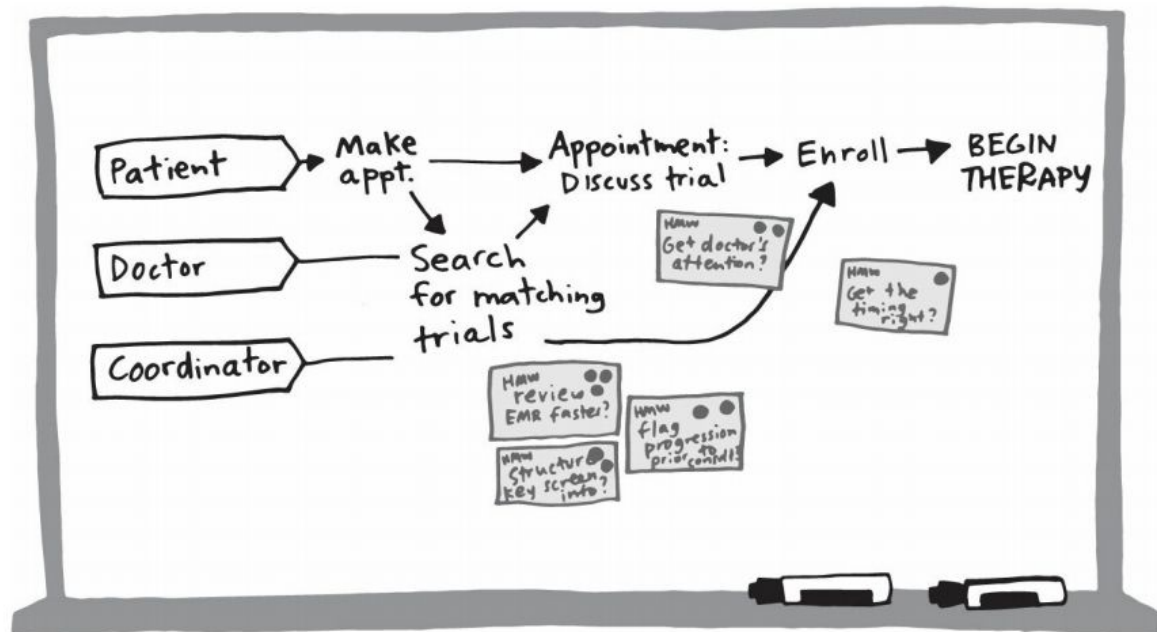 Patient
Make
appt.
Appointment:
Discuss trial
Enroll
BEGIN
THERAPY
Doctor
Search
for matching
trials
Coordinator
HMW
Get doctor's
attention?
HMW
Get the
timing
right?
HMW
review
EMR faster?
HMW
flag
progression
prior to
consult?
HMW
Structure
key screen
info?